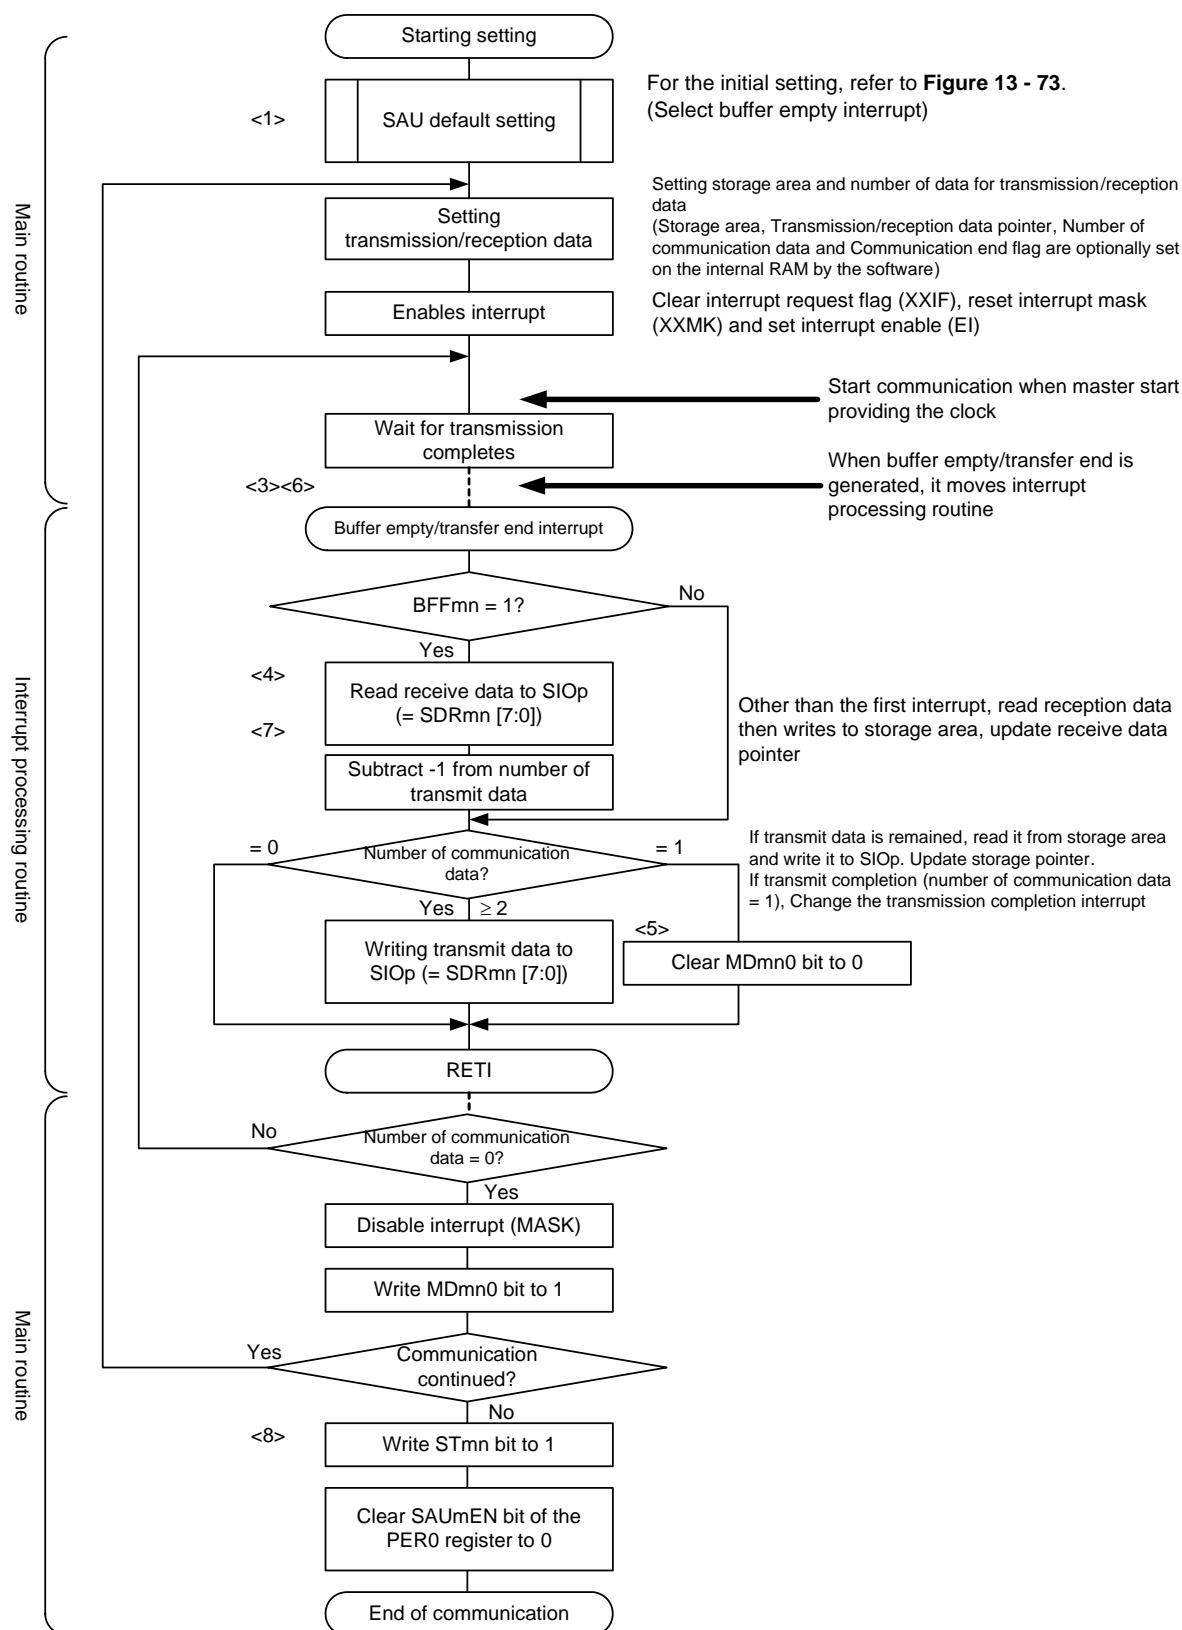 Starting setting
For the initial setting, refer to Figure 13 - 73.
(Select buffer empty interrupt)
<1>
SAU default setting
Main routine
Setting storage area and number of data for transmission/reception
data
(Storage area, Transmission/reception data pointer, Number of
communication data and Communication end flag are optionally set
on the internal RAM by the software)
Setting
transmission/reception data
Enables interrupt
Clear interrupt request flag (XXIF), reset interrupt mask
(XXMK) and set interrupt enable (EI)
Start communication when master start
providing the clock
Wait for transmission
completes
When buffer empty/transfer end is
generated, it moves interrupt
processing routine
<3><6>
Buffer empty/transfer end interrupt
Interrupt processing routine
BFFmn = 1?
No
Yes
<4>
Read receive data to SIOp
(= SDRmn [7:0])
<7>
Other than the first interrupt, read reception data
then writes to storage area, update receive data
pointer
Subtract -1 from number of
transmit data
= 0
Number of communication
data?
= 1
If transmit data is remained, read it from storage area
and write it to SIOp. Update storage pointer.
If transmit completion (number of communication data
= 1), Change the transmission completion interrupt
Yes ≥ 2
Writing transmit data to
SIOp (= SDRmn [7:0])
<5>
Clear MDmn0 bit to 0
RETI
Main routine
No
Number of communication
data = 0?
Yes
Disable interrupt (MASK)
Write MDmn0 bit to 1
Yes
Communication
continued?
No
<8>
Write STmn bit to 1
Clear SAUmEN bit of the
PER0 register to 0
End of communication